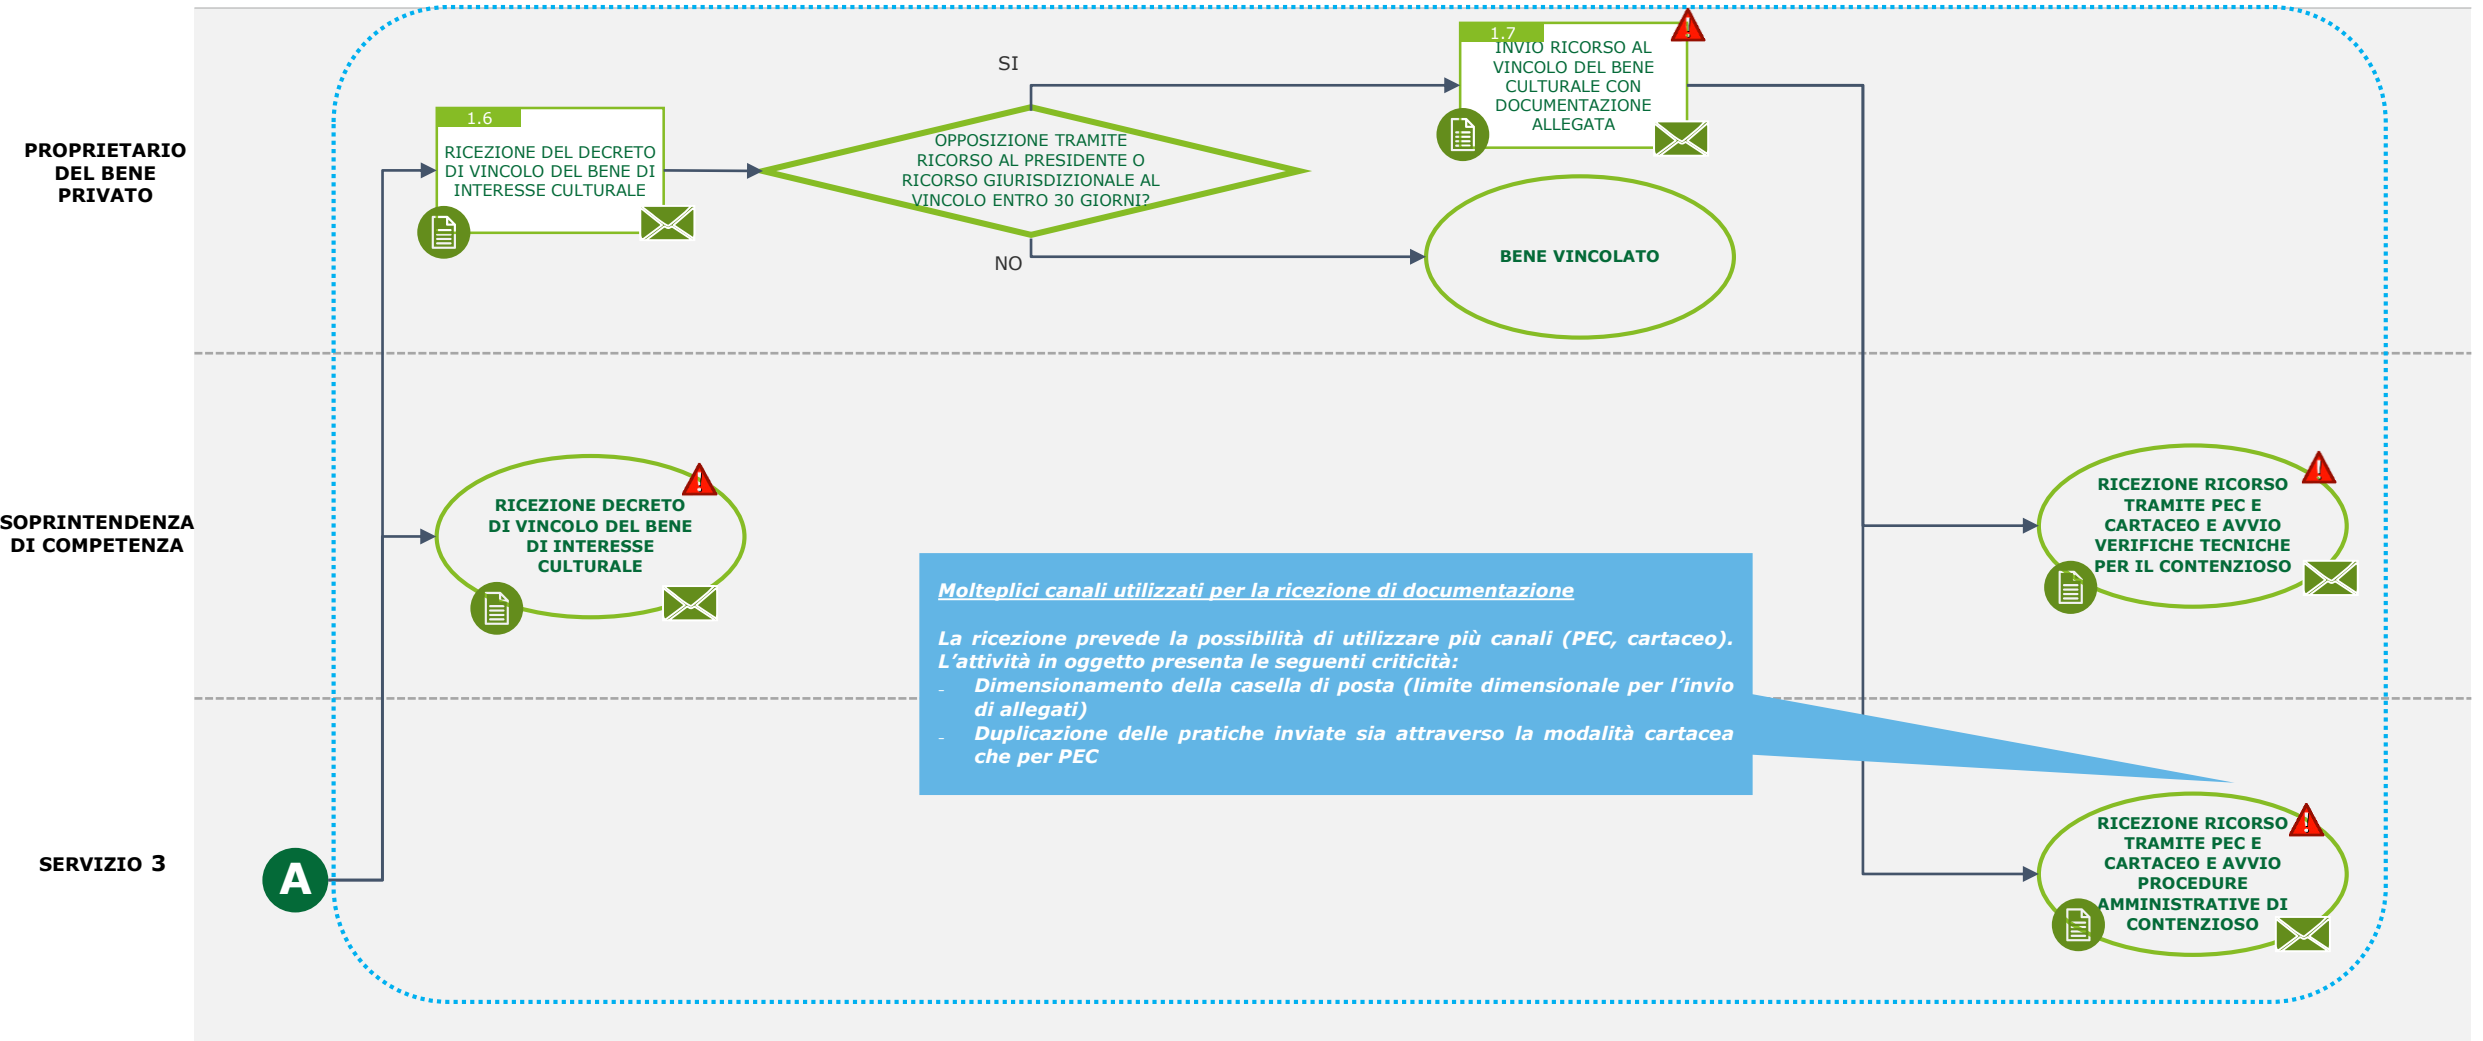 PROPRIETARIO
DEL BENE
PRIVATO
1.6
RICEZIONE DEL DECRETO
DI VINCOLO DEL BENE DI
INTERESSE CULTURALE
OPPOSIZIONE TRAMITE
RICORSO AL PRESIDENTE O
RICORSO GIURISDIZIONALE AL
VINCOLO ENTRO 30 GIORNI?
SI
NO
1.7
INVIO RICORSO AL
VINCOLO DEL BENE
CULTURALE CON
DOCUMENTAZIONE
ALLEGATA
BENE VINCOLATO
SOPRINTENDENZA
DI COMPETENZA
RICEZIONE DECRETO
DI VINCOLO DEL BENE
DI INTERESSE
CULTURALE
RICEZIONE RICORSO
TRAMITE PEC E
CARTACEO E AVVIO
VERIFICHE TECNICHE
PER IL CONTENZIOSO
Molteplici canali utilizzati per la ricezione di documentazione
La ricezione prevede la possibilità di utilizzare più canali (PEC, cartaceo).
L’attività in oggetto presenta le seguenti criticità:
- Dimensionamento della casella di posta (limite dimensionale per l’invio
di allegati)
- Duplicazione delle pratiche inviate sia attraverso la modalità cartacea
che per PEC
SERVIZIO 3
A
RICEZIONE RICORSO
TRAMITE PEC E
CARTACEO E AVVIO
PROCEDURE
AMMINISTRATIVE DI
CONTENZIOSO